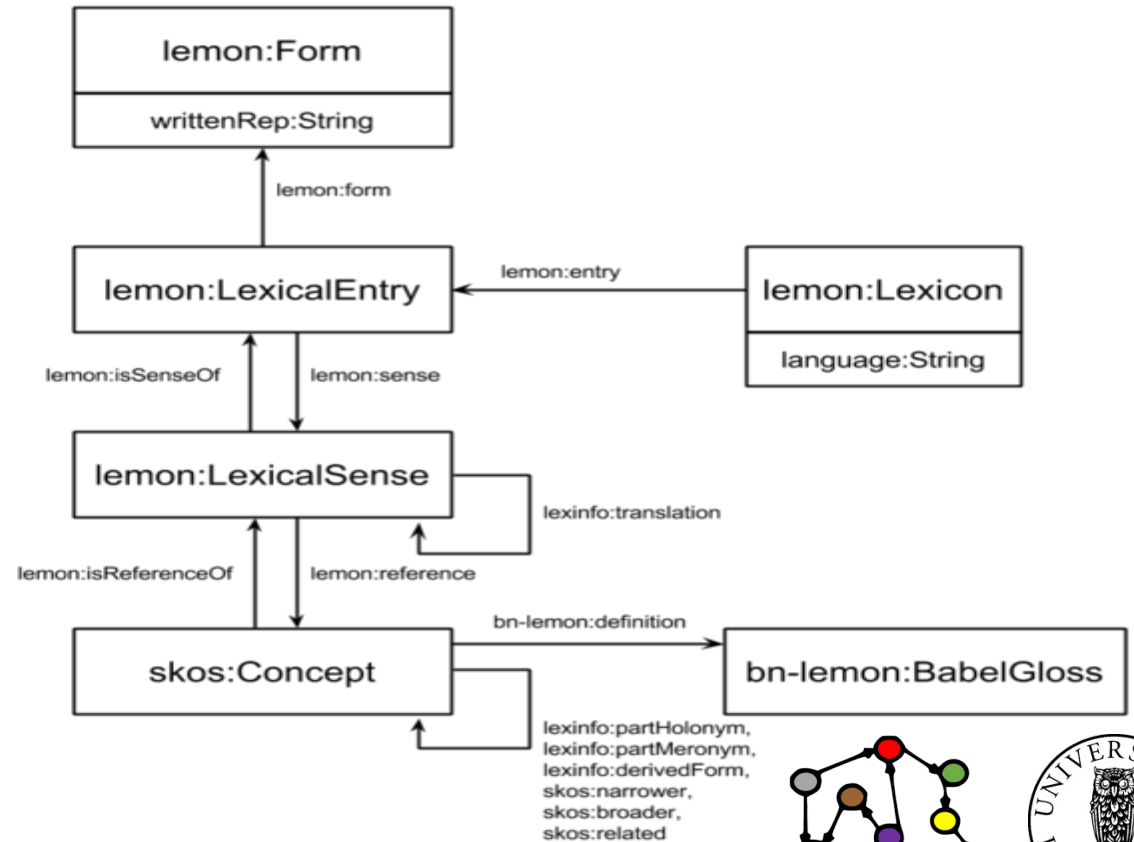 lemon:Form
writtenRep:String
lemon:form
lemon:LexicalEntry
lemon:entry
lemon:Lexicon
language:String
lemon:isSenseOf
lemon:sense
lemon:LexicalSense
lexinfo:translation
lemon:isReferenceOf
lemon:reference
skos:Concept
bn-lemon:definition
bn-lemon:BabelGloss
lexinfo:partHolonym,
lexinfo:partMeronym,
lexinfo:derivedForm,
skos:narrower,
skos:broader,
skos:related